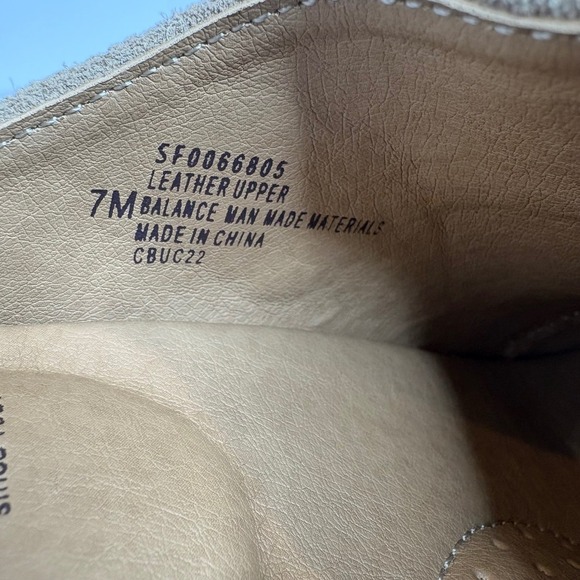 SF0066805
LEATHER UPPER
7M BALANCE MAN MADE MATERIALS
MADE IN CHINA
CBUC22